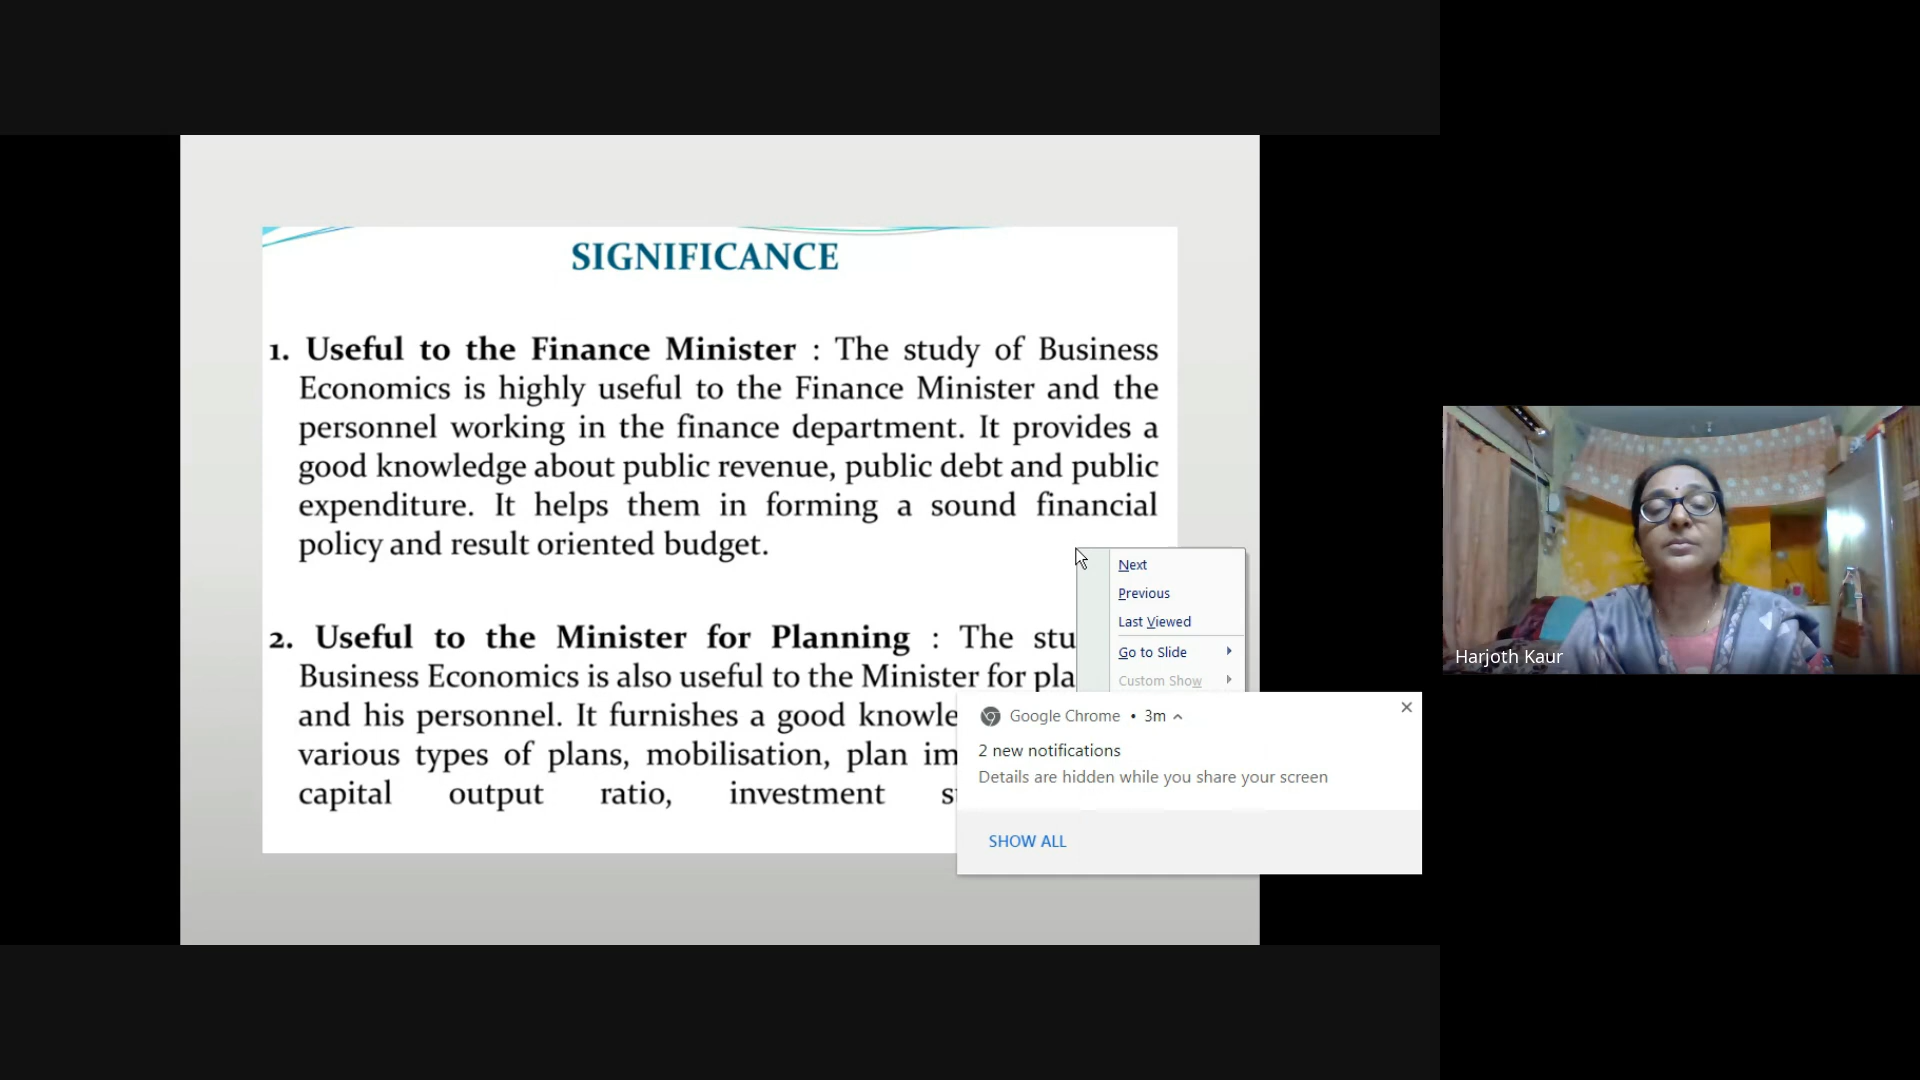 SIGNIFICANCE
1. Useful to the Finance Minister : The study of Business
Economics is highly useful to the Finance Minister and the
personnel working in the finance department. It provides a
good knowledge about public revenue, public debt and public
expenditure. It helps them in forming a sound financial
policy and result oriented budget.
2. Useful to the Minister for Planning : The
Business Economics is also useful to the Minister for
and his personnel. It furnishes a good
various types of plans, mobilisation, plan
capital output ratio, investment
Next
Previous
Last Viewed
Go to Slide
Custom Show
Google Chrome • 3m
2 new notifications
Details are hidden while you share your screen
SHOW ALL
Harjoth Kaur